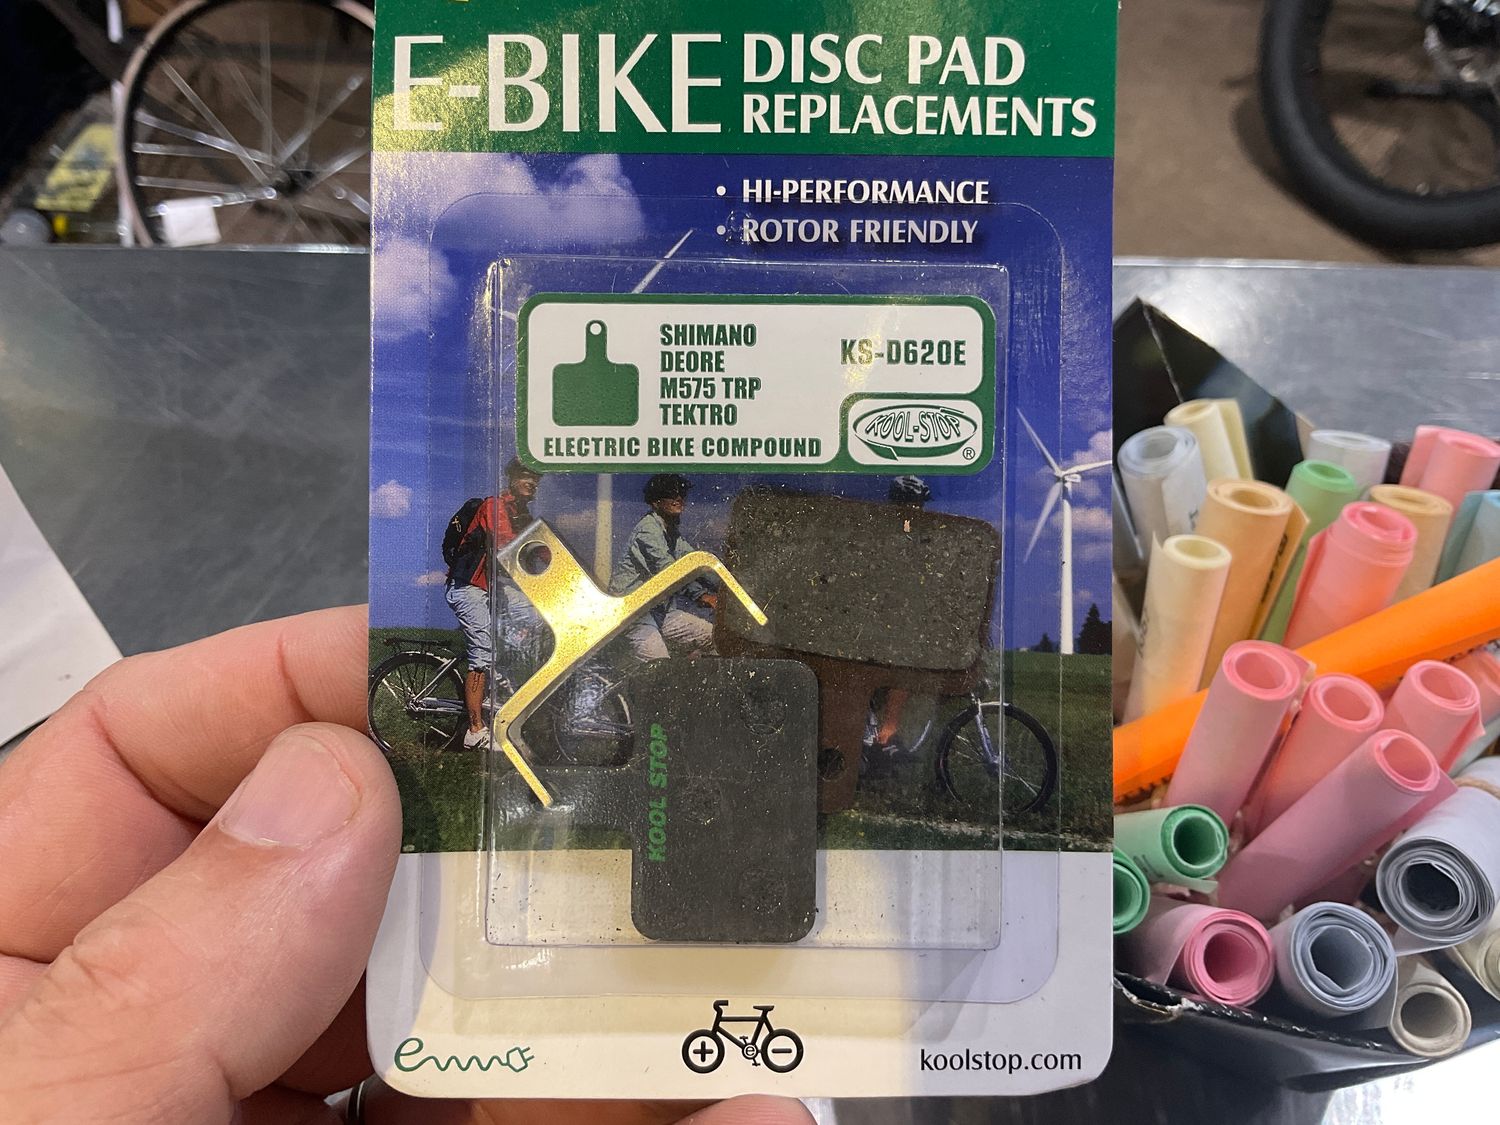 E-BIKE
DISC PAD
REPLACEMENTS
• HI-PERFORMANCE
• ROTOR FRIENDLY
SHIMANO
DEORE
M575 TRP
TEKTRO
KS-D620E
ELECTRIC BIKE COMPOUND
KOOL-STOP®
KOOL STOP
+ e -
koolstop.com